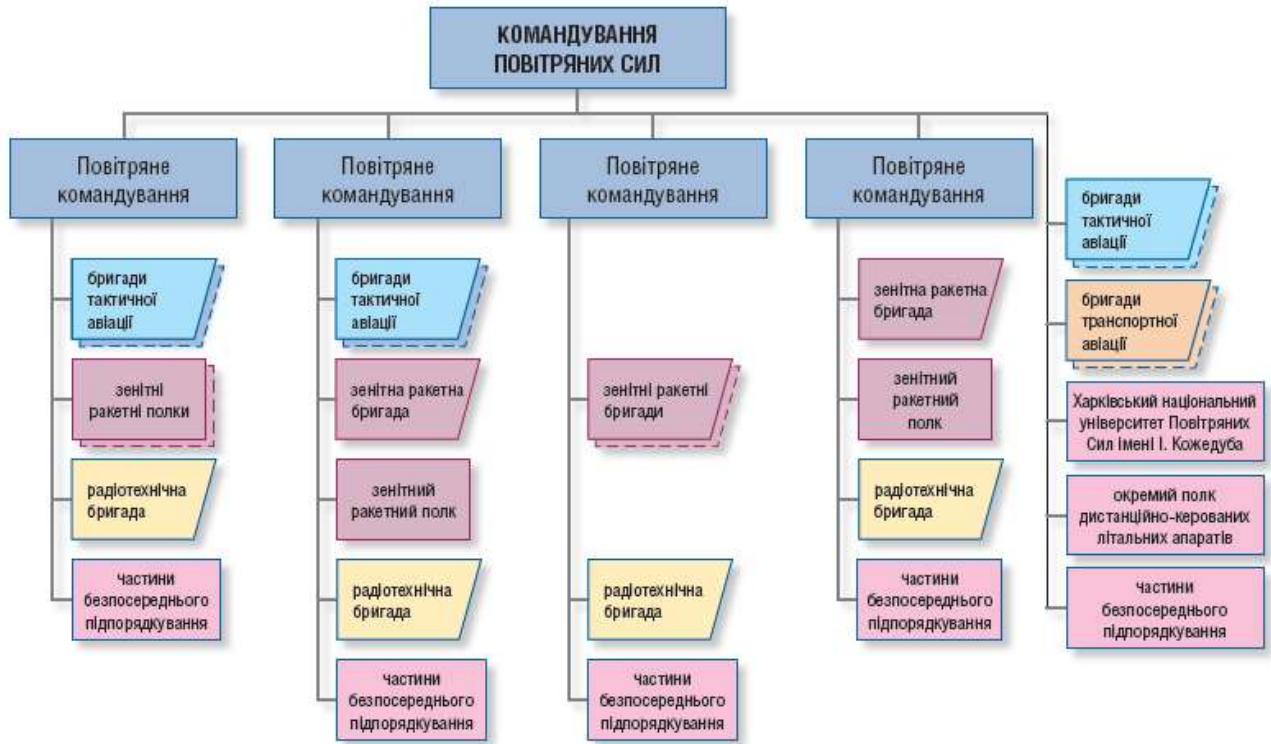 КОМАНДУВАННЯ
ПОВІТРЯНИХ СИЛ
Повітряне
командування
бригади
тактичної
авіації
зенітні
ракетні полки
радіотехнічна
бригада
частини
безпосереднього
підпорядкування
Повітряне
командування
бригади
тактичної
авіації
зенітна ракетна
бригада
зенітний
ракетний полк
радіотехнічна
бригада
частини
безпосереднього
підпорядкування
Повітряне
командування
зенітні ракетні
бригади
радіотехнічна
бригада
частини
безпосереднього
підпорядкування
Повітряне
командування
зенітна ракетна
бригада
зенітний
ракетний
полк
радіотехнічна
бригада
частини
безпосереднього
підпорядкування
бригади
тактичної
авіації
бригади
транспортної
авіації
Харківський національний
університет Повітряних
Сил імені І. Кожедуба
окремий полк
дистанційно-керованих
літальних апаратів
частини
безпосереднього
підпорядкування